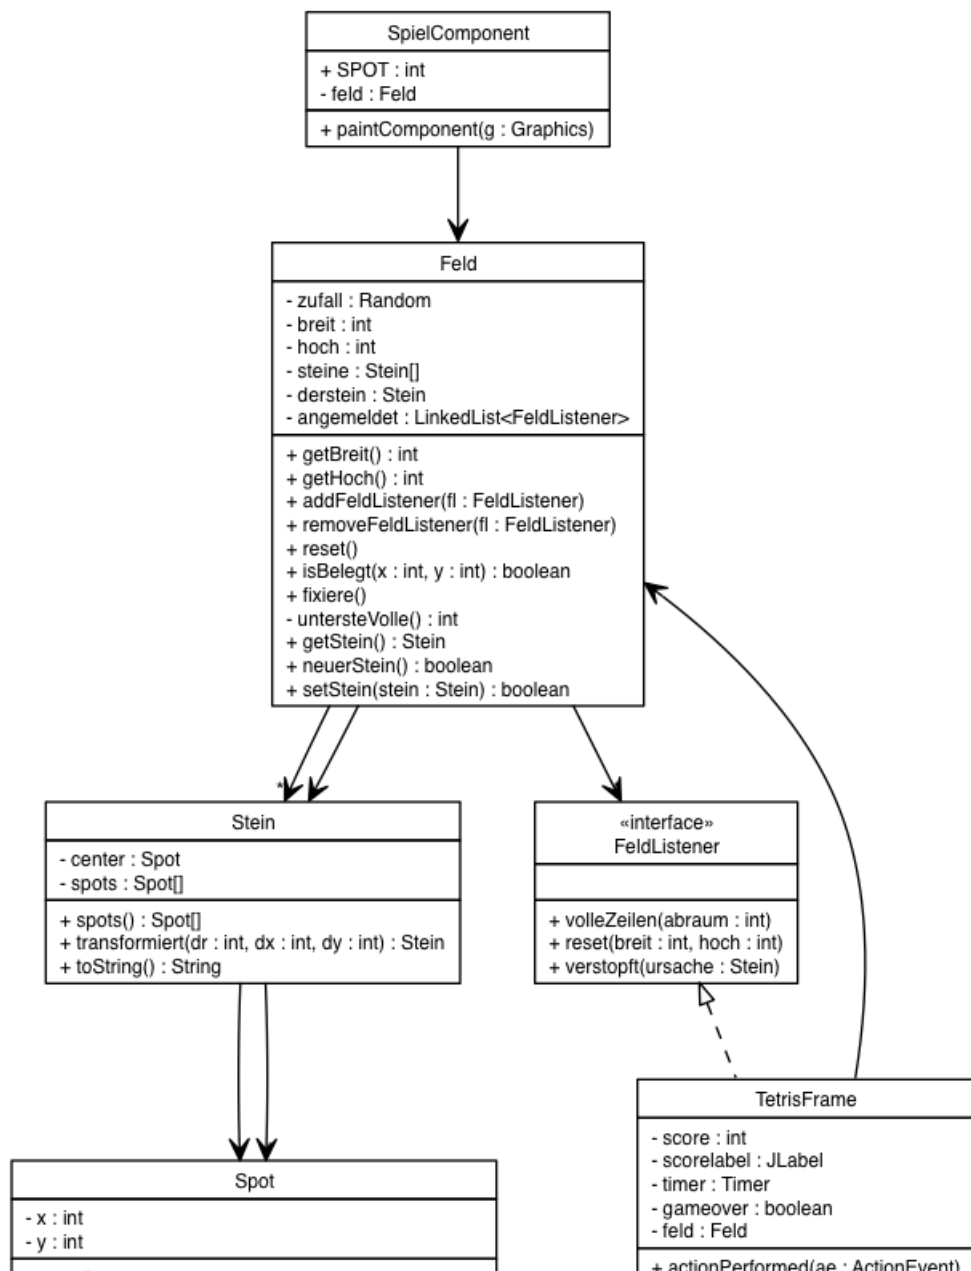 SpielComponent
+ SPOT : int
- feld : Feld
+ paintComponent(g : Graphics)
Feld
- zufall : Random
- breit : int
- hoch : int
- steine : Stein[]
- derstein : Stein
- angemeldet : LinkedList<FeldListener>
+ getBreit() : int
+ getHoch() : int
+ addFeldListener(fl : FeldListener)
+ removeFeldListener(fl : FeldListener)
+ reset()
+ isBelegt(x : int, y : int) : boolean
+ fixiere()
- untersteVolle() : int
+ getStein() : Stein
+ neuerStein() : boolean
+ setStein(stein : Stein) : boolean
*
Stein
- center : Spot
- spots : Spot[]
+ spots() : Spot[]
+ transformiert(dr : int, dx : int, dy : int) : Stein
+ toString() : String
«interface»
FeldListener
+ volleZeilen(abraum : int)
+ reset(breit : int, hoch : int)
+ verstopft(ursache : Stein)
TetrisFrame
- score : int
- scorelabel : JLabel
- timer : Timer
- gameover : boolean
- feld : Feld
+ actionPerformed(ae : ActionEvent)
Spot
- x : int
- y : int